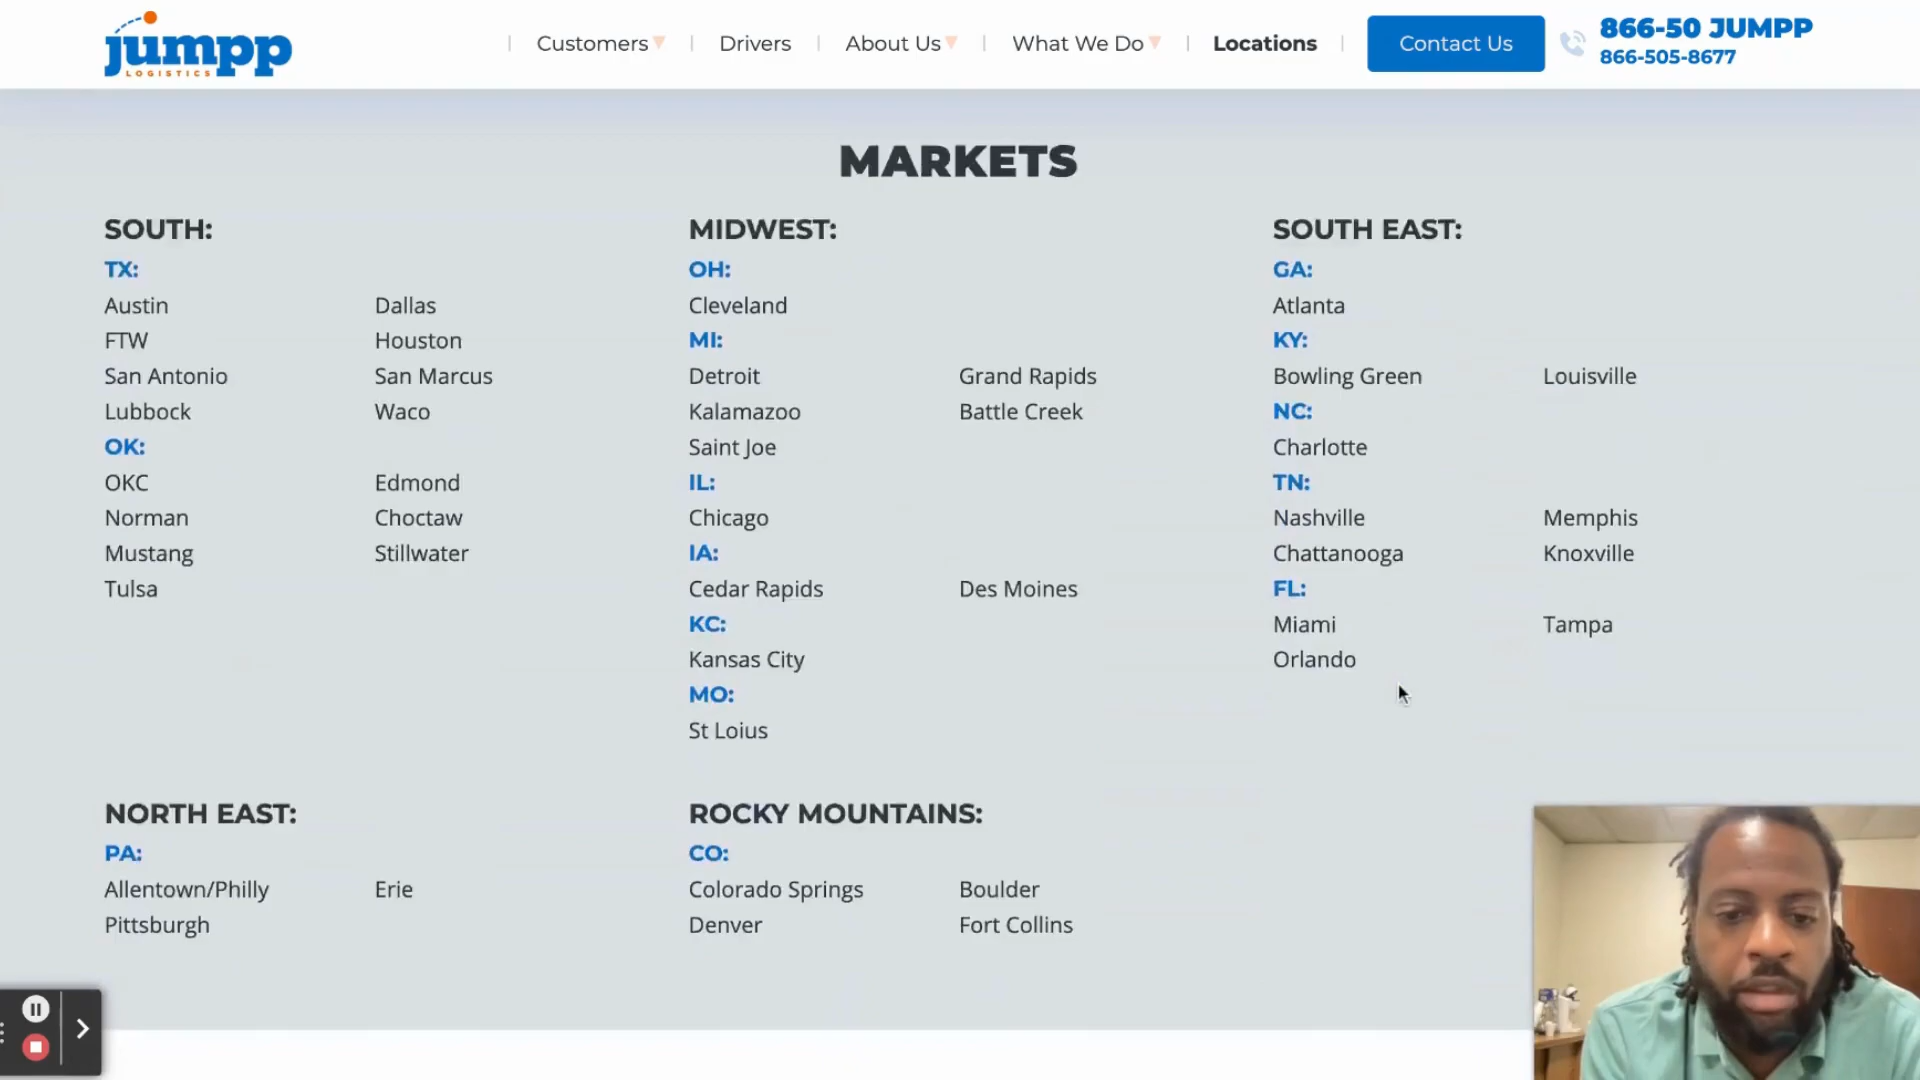 jumpp
LOGISTICS
Customers
Drivers
About Us
What We Do
Locations
Contact Us
866-50 JUMPP
866-505-8677
MARKETS
SOUTH:
TX:
Austin Dallas
FTW Houston
San Antonio San Marcus
Lubbock Waco
OK:
OKC Edmond
Norman Choctaw
Mustang Stillwater
Tulsa
MIDWEST:
OH:
Cleveland
MI:
Detroit Grand Rapids
Kalamazoo Battle Creek
Saint Joe
IL:
Chicago
IA:
Cedar Rapids Des Moines
KC:
Kansas City
MO:
St Loius
SOUTH EAST:
GA:
Atlanta
KY:
Bowling Green Louisville
NC:
Charlotte
TN:
Nashville Memphis
Chattanooga Knoxville
FL:
Miami Tampa
Orlando
NORTH EAST:
PA:
Allentown/Philly Erie
Pittsburgh
ROCKY MOUNTAINS:
CO:
Colorado Springs Boulder
Denver Fort Collins